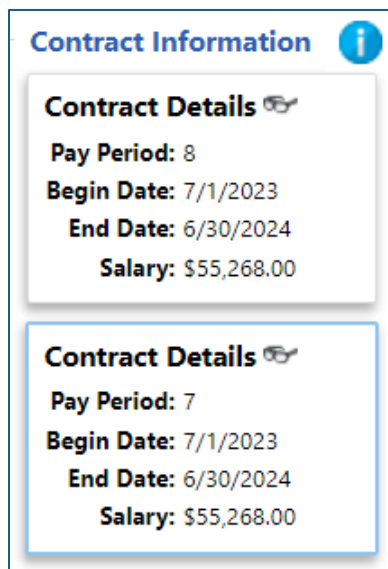 Contract Information i
Contract Details
Pay Period: 8
Begin Date: 7/1/2023
End Date: 6/30/2024
Salary: $55,268.00
Contract Details
Pay Period: 7
Begin Date: 7/1/2023
End Date: 6/30/2024
Salary: $55,268.00